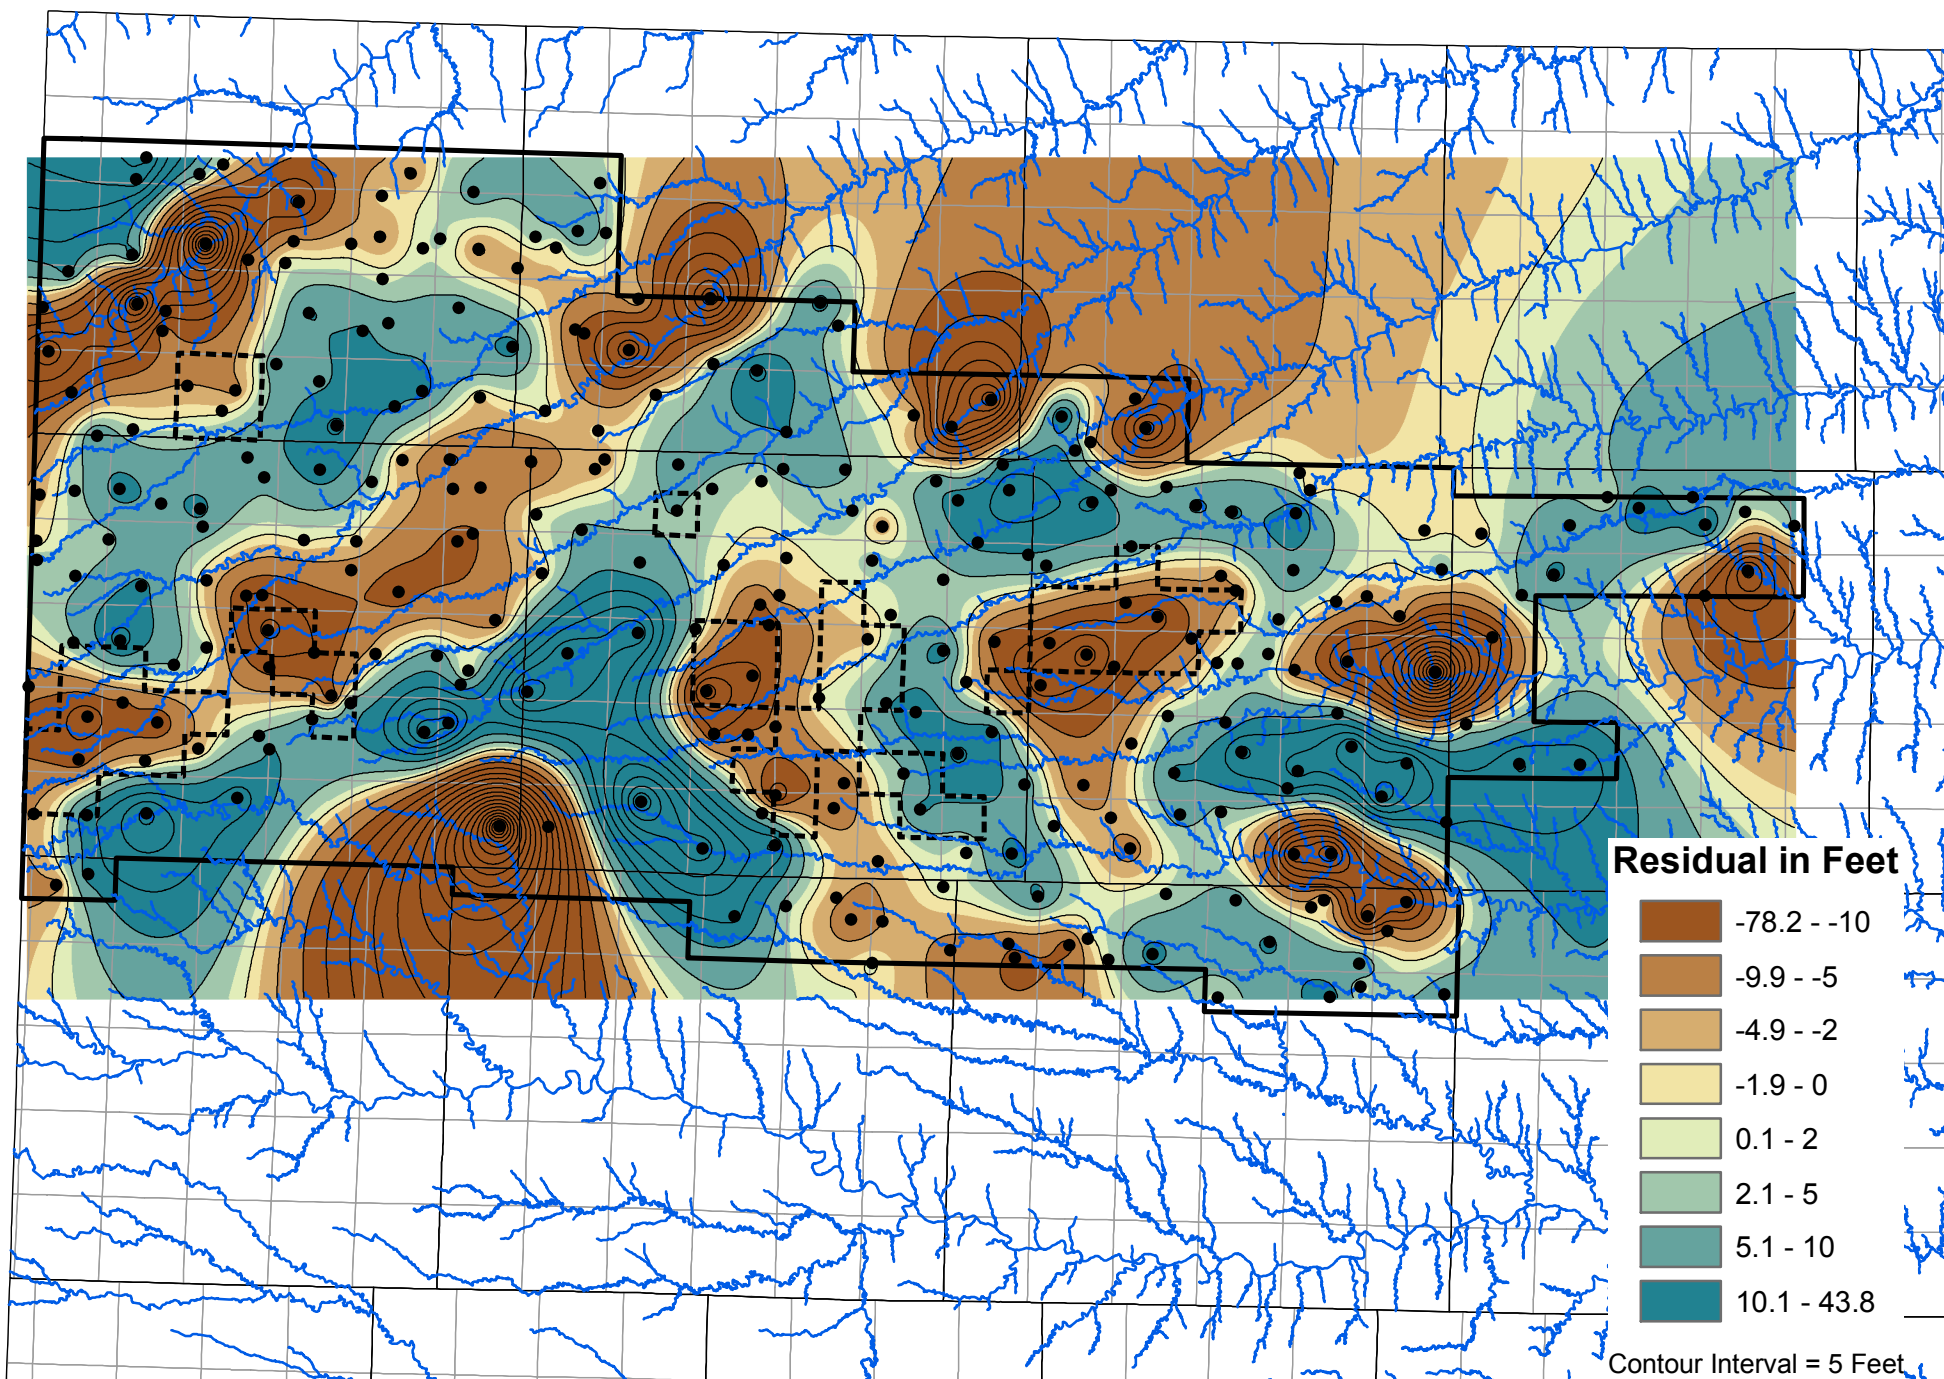 Residual in Feet
-78.2 - -10
-9.9 - -5
-4.9 - -2
-1.9 - 0
0.1 - 2
2.1 - 5
5.1 - 10
10.1 - 43.8
Contour Interval = 5 Feet